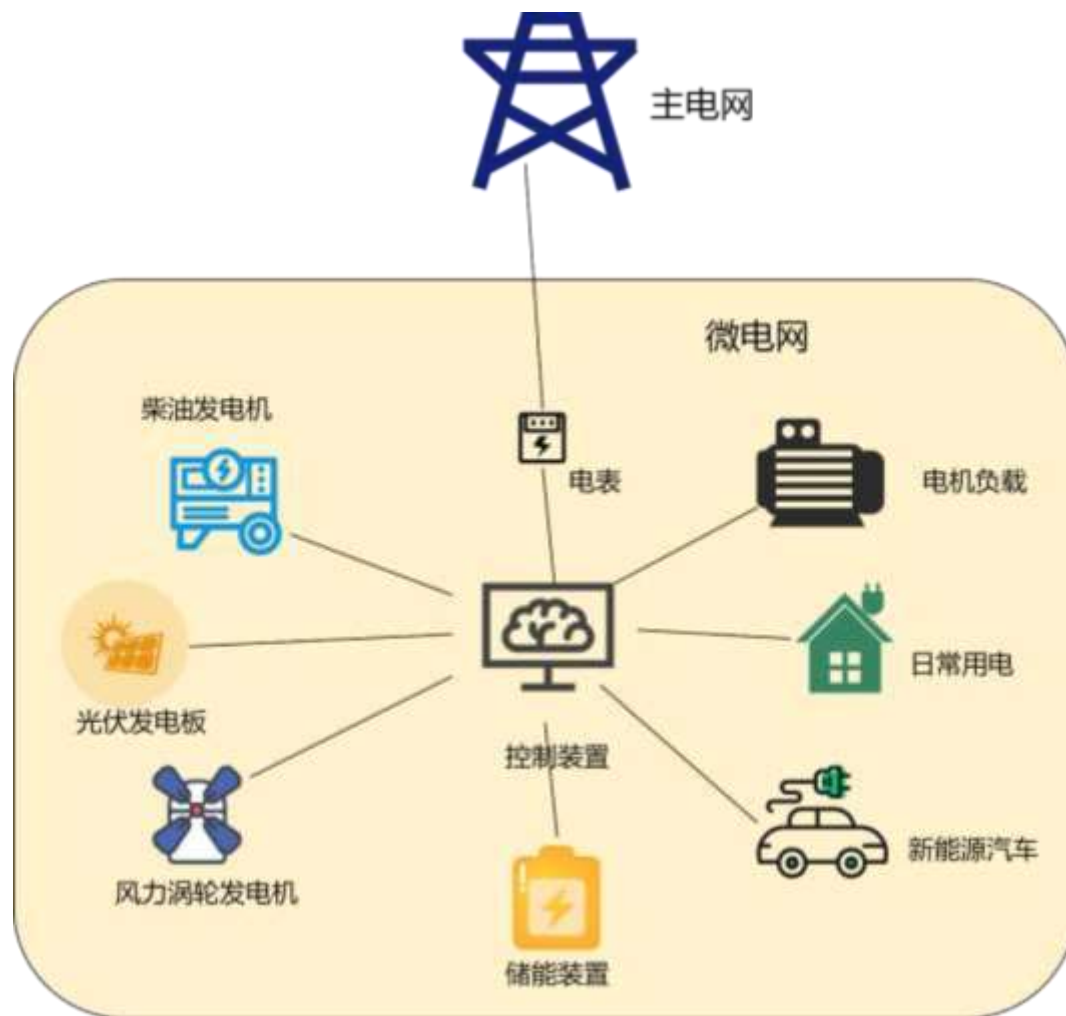 主电网
微电网
柴油发电机
电表
电机负载
光伏发电板
日常用电
控制装置
风力涡轮发电机
新能源汽车
储能装置